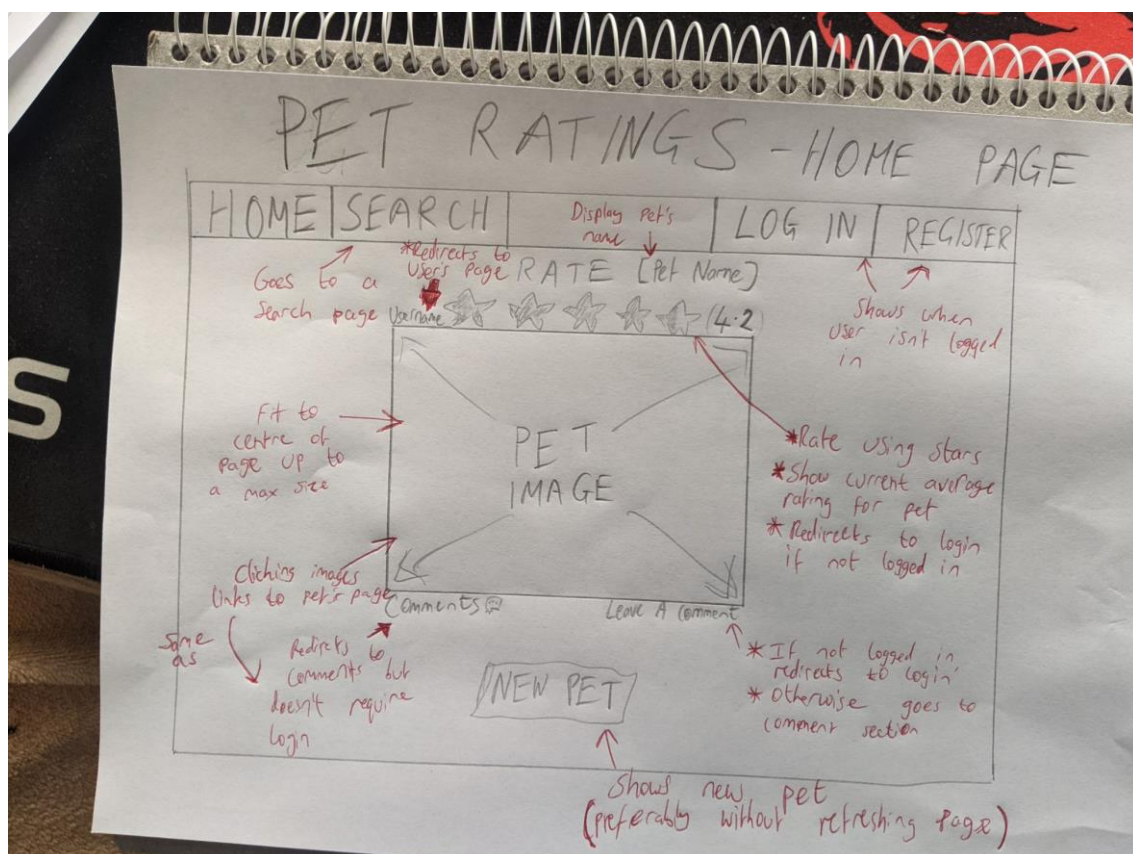 PET RATINGS - HOME PAGE
HOME
SEARCH
Display Pet's
name
LOG IN
REGISTER
Goes to a
Search page
*Redirects to
User's page
RATE [Pet Name]
Username
(4.2)
Shows when
user isnt logged
in
Fit to
centre of
page up to
a max size
PET
IMAGE
*Rate using stars
*Show current average
rating for pet
*Redirects to login
if not logged in
Clicking images
links to pet's page
Same
as
Comments
Leave A comment
Redirects to
comments but
doesn't require
login
*If not logged in
redirects to login
*Otherwise goes to
comment section
NEW PET
Shows new pet
(preferably without refreshing page)
S